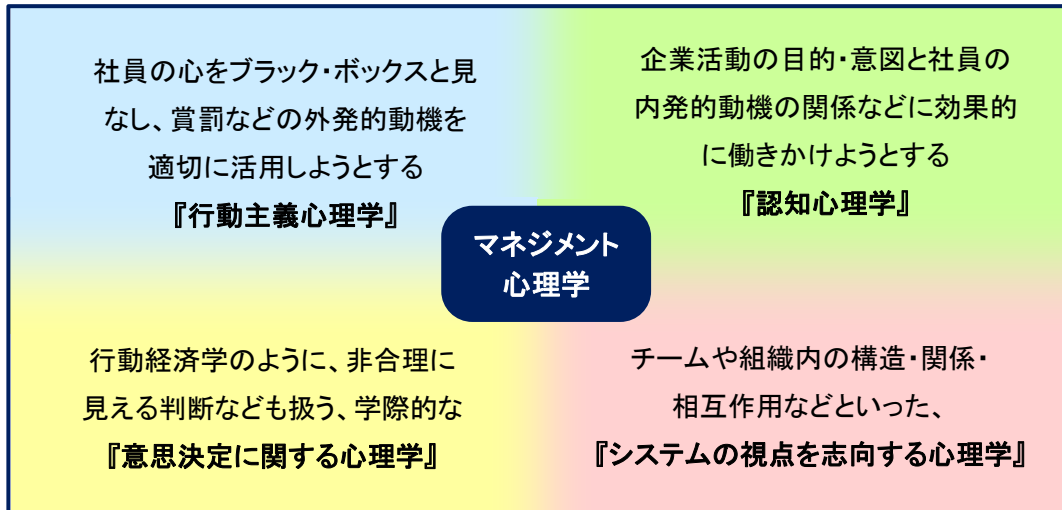 社員の心をブラック・ボックスと見
なし、賞罰などの外発的動機を
適切に活用しようとする
『行動主義心理学』
企業活動の目的・意図と社員の
内発的動機の関係などに効果的
に働きかけようとする
『認知心理学』
マネジメント
心理学
行動経済学のように、非合理に
見える判断なども扱う、学際的な
『意思決定に関する心理学』
チームや組織内の構造・関係・
相互作用などといった、
『システムの視点を志向する心理学』